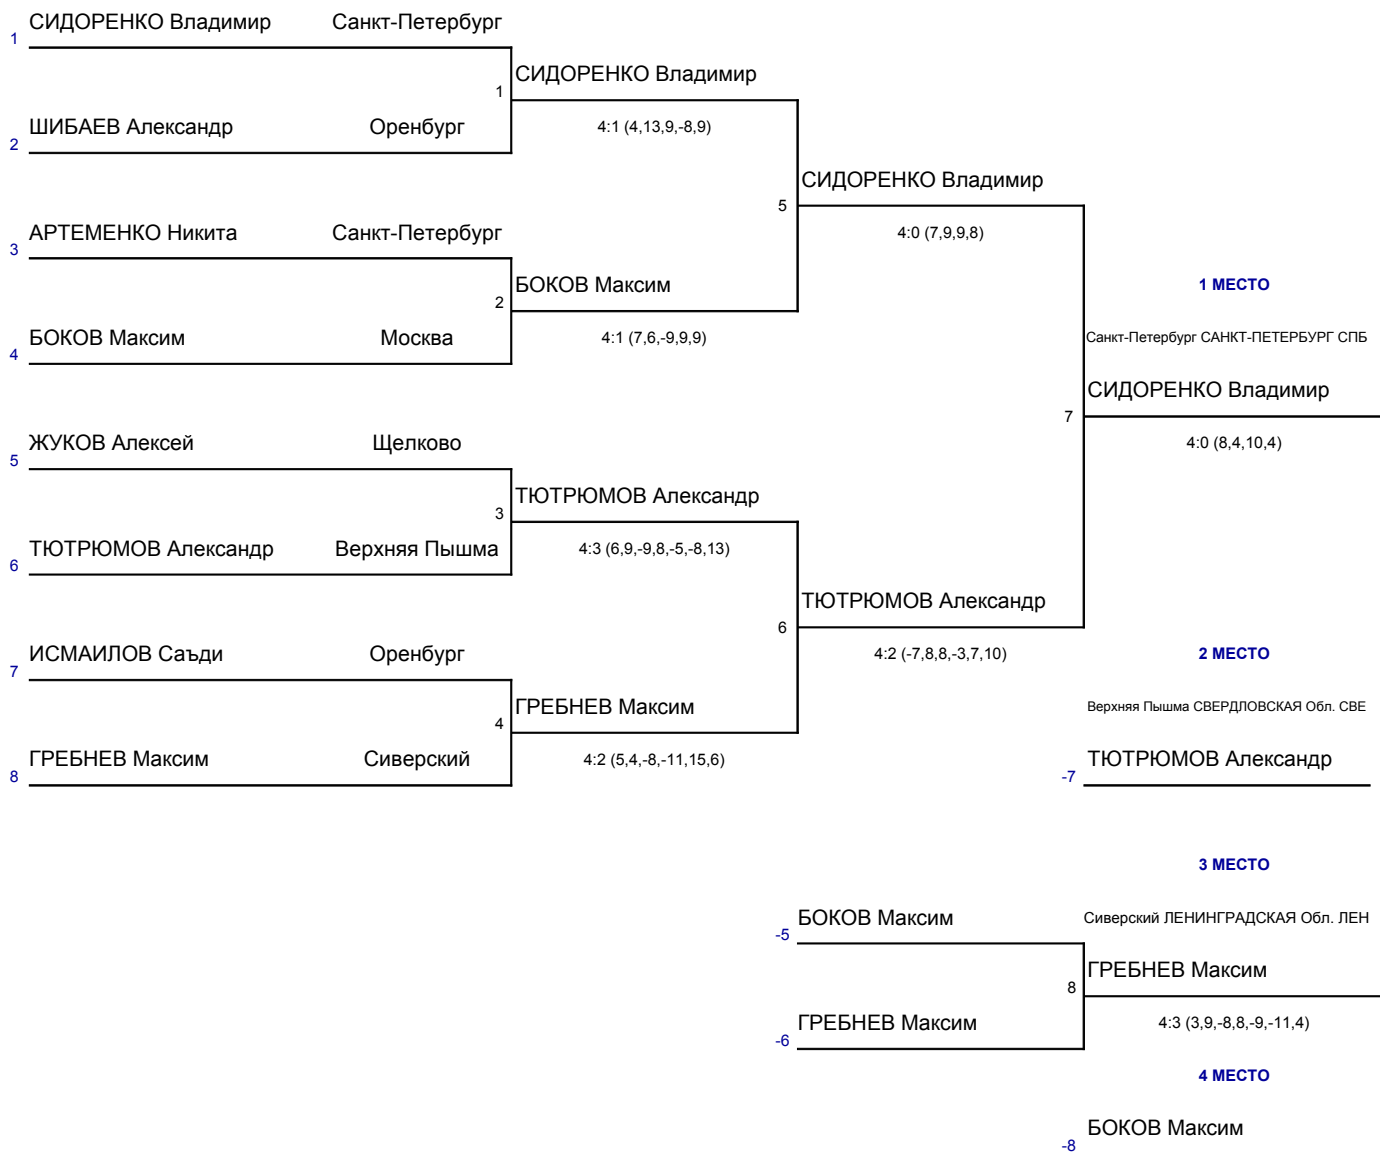 СИДОРЕНКО Владимир Санкт-Петербург
1
СИДОРЕНКО Владимир
1
ШИБАЕВ Александр Оренбург
4:1 (4,13,9,-8,9)
2
СИДОРЕНКО Владимир
5
АРТЕМЕНКО Никита Санкт-Петербург
4:0 (7,9,9,8)
3
БОКОВ Максим
1 МЕСТО
2
БОКОВ Максим Москва
4:1 (7,6,-9,9,9)
Санкт-Петербург САНКТ-ПЕТЕРБУРГ СПБ
4
СИДОРЕНКО Владимир
7
ЖУКОВ Алексей Щелково
4:0 (8,4,10,4)
5
ТЮТРЮМОВ Александр
3
ТЮТРЮМОВ Александр Верхняя Пышма
4:3 (6,9,-9,8,-5,-8,13)
6
ТЮТРЮМОВ Александр
6
ИСМАИЛОВ Саъди Оренбург
4:2 (-7,8,8,-3,7,10)
2 МЕСТО
7
ГРЕБНЕВ Максим
Верхняя Пышма СВЕРДЛОВСКАЯ Обл. СВЕ
4
ГРЕБНЕВ Максим Сиверский
4:2 (5,4,-8,-11,15,6)
ТЮТРЮМОВ Александр
8
-7
3 МЕСТО
БОКОВ Максим
Сиверский ЛЕНИНГРАДСКАЯ Обл. ЛЕН
-5
ГРЕБНЕВ Максим
8
ГРЕБНЕВ Максим
4:3 (3,9,-8,8,-9,-11,4)
-6
4 МЕСТО
БОКОВ Максим
-8